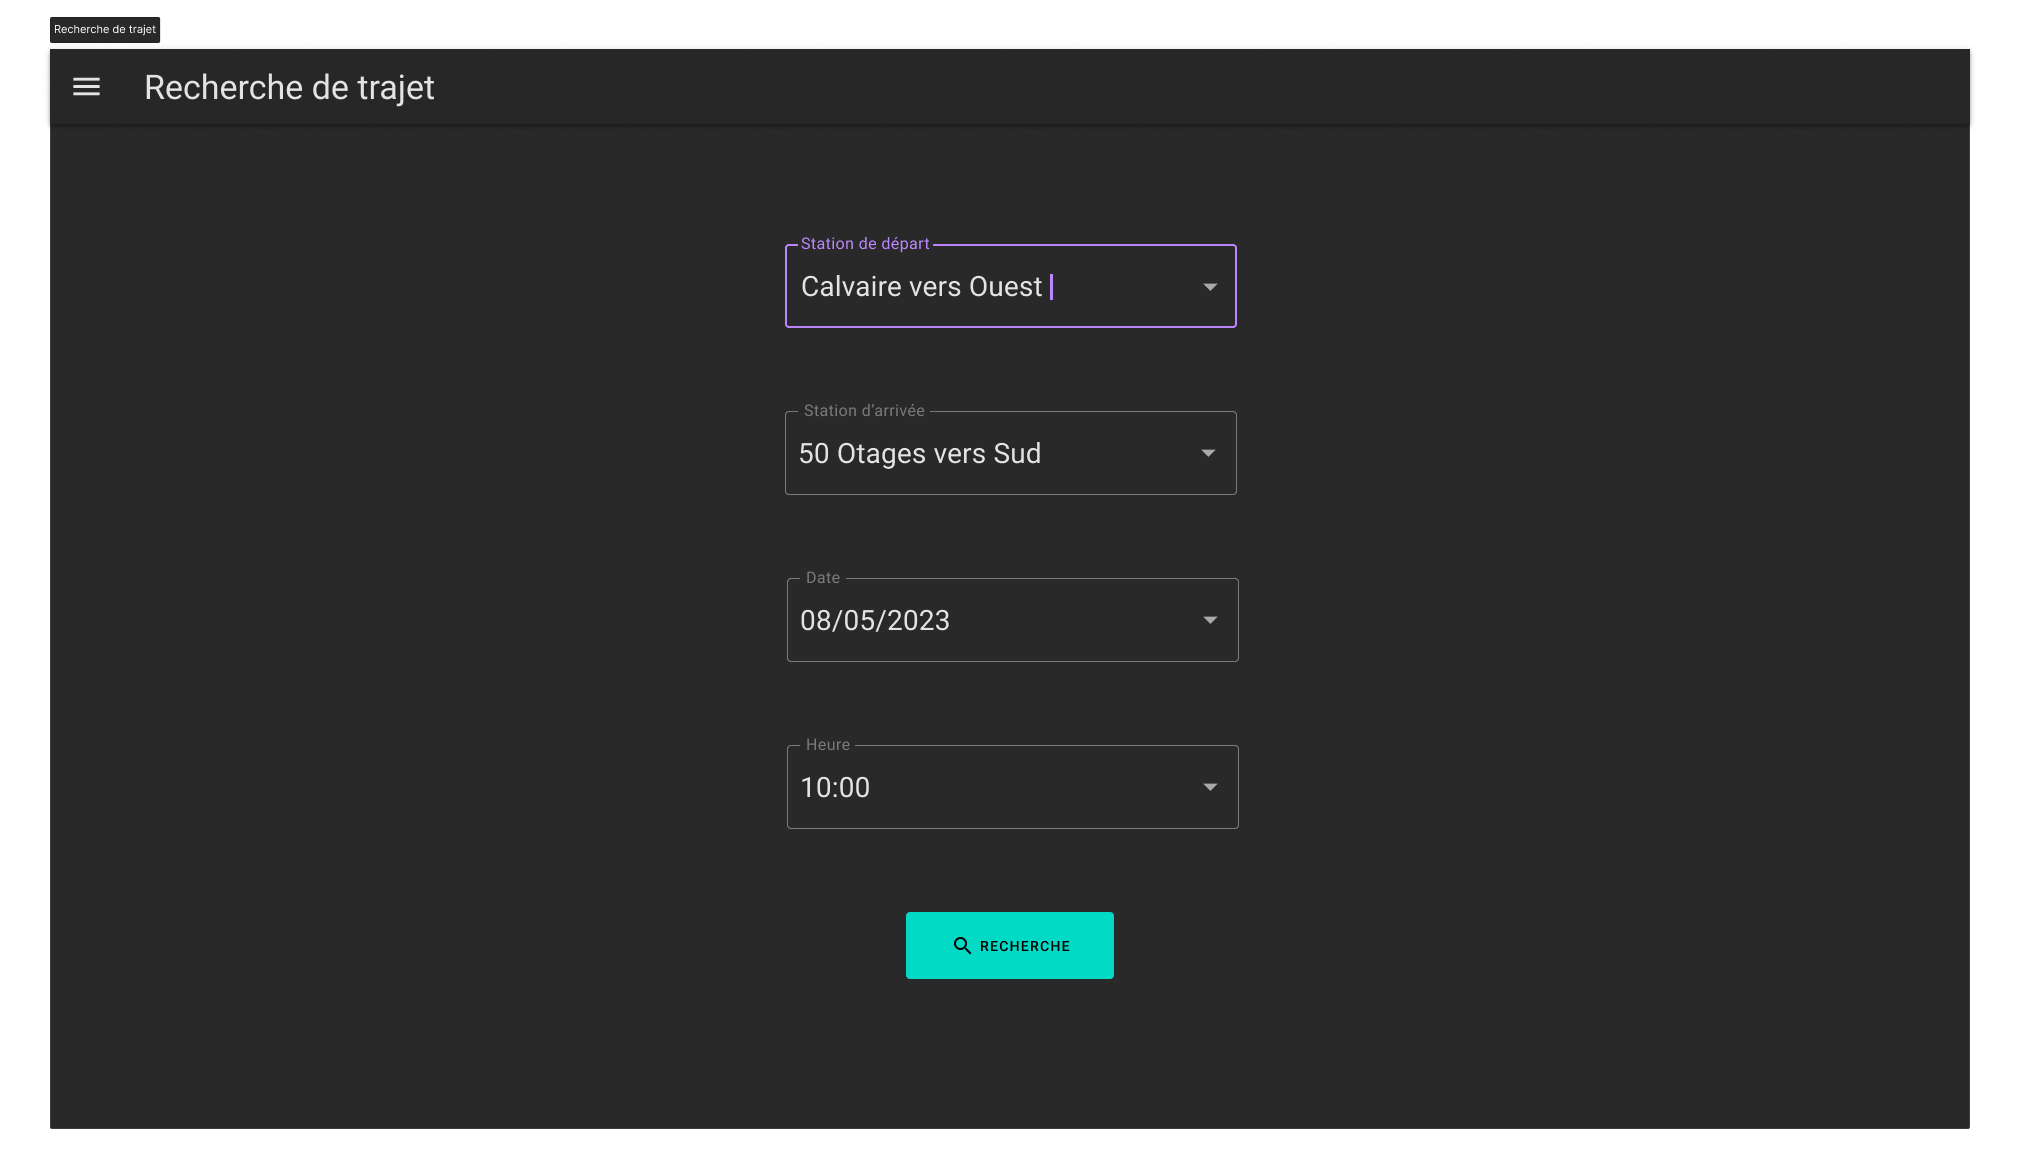 Recherche de trajet
Recherche de trajet
Station de départ
Calvaire vers Ouest
Station d’arrivée
50 Otages vers Sud
Date
08/05/2023
Heure
10:00
RECHERCHE